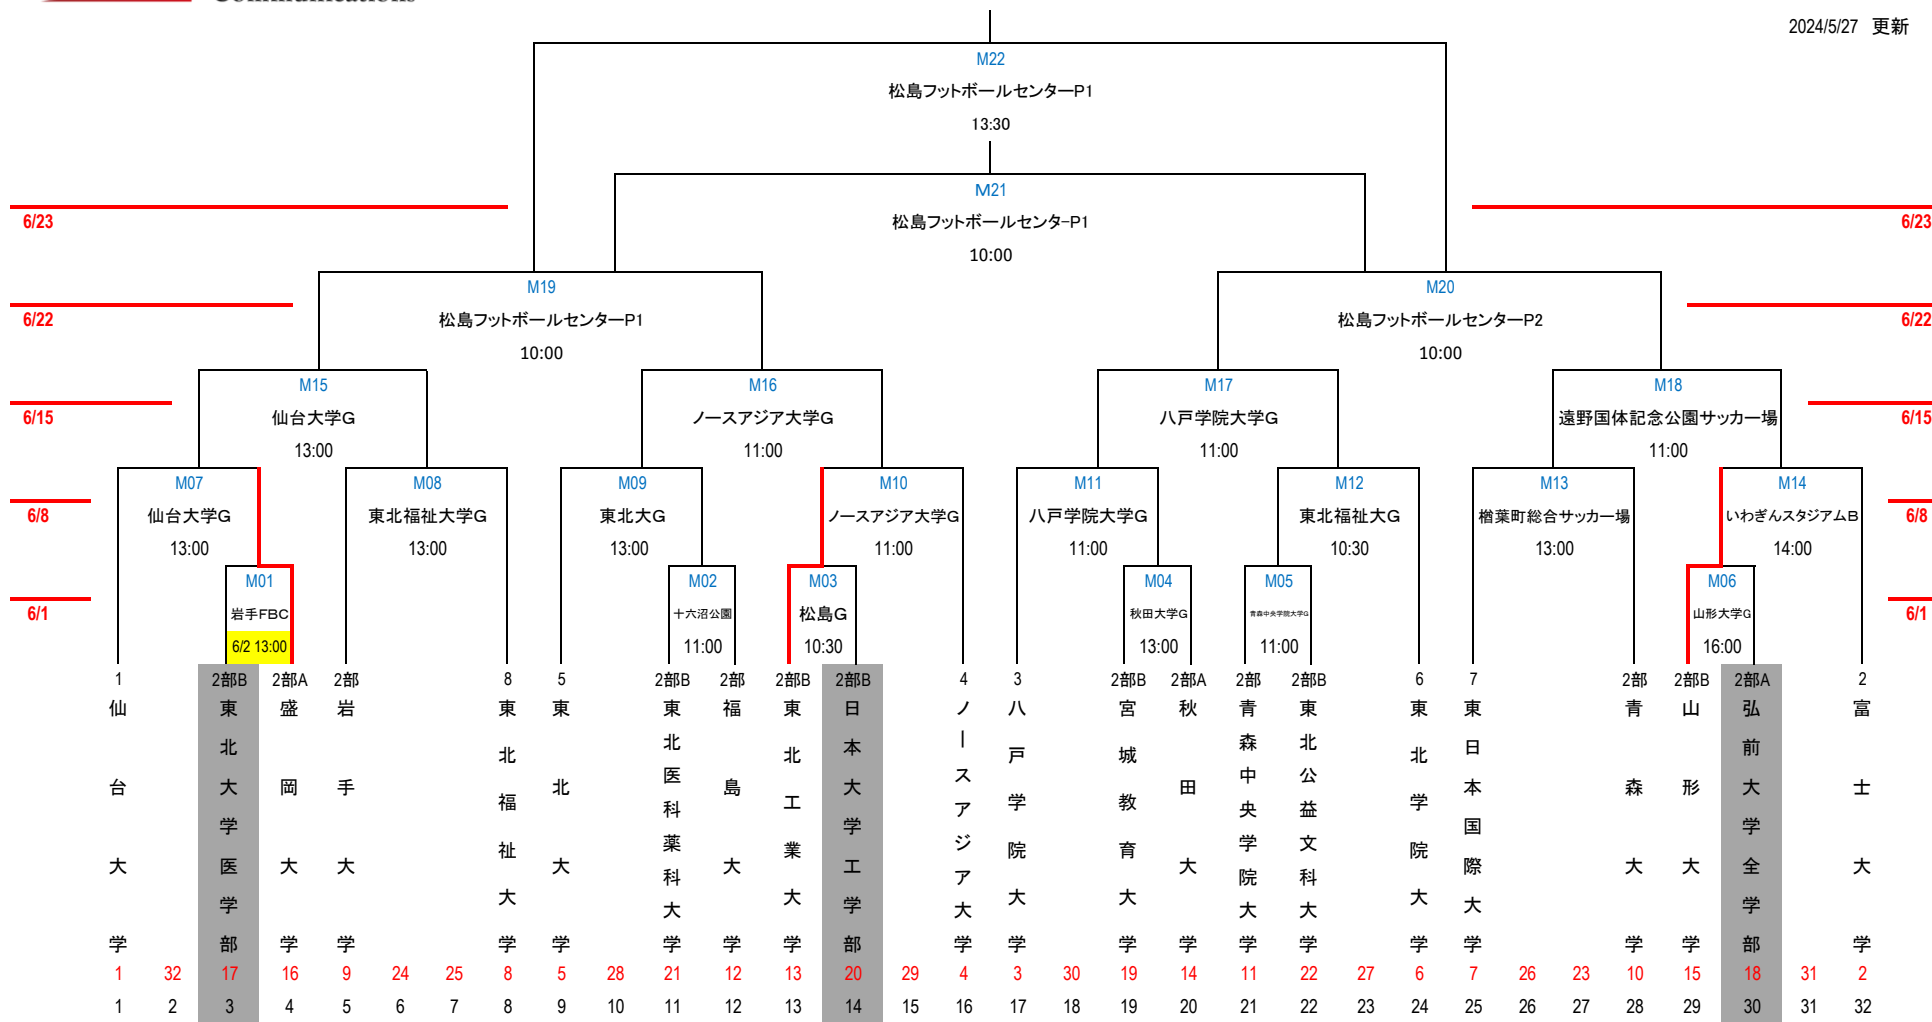 2024/5/27 更新
M22
松島フットボールセンターP1
13:30
M21
松島フットボールセンターP1
10:00
6/23
6/23
M19
M20
松島フットボールセンターP1
松島フットボールセンターP2
10:00
10:00
6/22
6/22
M15
M16
M17
M18
仙台大学G
ノースアジア大学G
八戸学院大学G
遠野国体記念公園サッカー場
13:00
11:00
11:00
11:00
6/15
6/15
M07
M08
M09
M10
M11
M12
M13
M14
仙台大学G
東北福祉大学G
東北大G
ノースアジア大学G
八戸学院大学G
東北福祉大G
楢葉町総合サッカー場
いわぎんスタジアムB
13:00
13:00
13:00
11:00
11:00
10:30
13:00
14:00
6/8
6/8
M01
M02
M03
M04
M05
M06
岩手FBC
十六沼公園
松島G
秋田大学G
青森中央学院大学G
山形大学G
6/2 13:00
11:00
10:30
13:00
11:00
16:00
6/1
6/1
1 2部B 2部A 2部 8 5 2部B 2部 2部B 2部B 4 3 2部B 2部A 2部 2部B 6 7 2部 2部B 2部A 2
仙台大学
東北大学医学部
盛岡大学
岩手大学
東北福祉大学
東北大学
東北医科薬科大学
福島大学
東北工業大学
日本大学工学部
ノースアジア大学
八戸学院大学
宮城教育大学
秋田大学
青森中央学院大学
東北公益文科大学
東北学院大学
東日本国際大学
青森大学
山形大学
弘前大学全学部
富士大学
1 32 17 16 9 24 25 8 5 28 21 12 13 20 29 4 3 30 19 14 11 22 27 6 7 26 23 10 15 18 31 2
1 2 3 4 5 6 7 8 9 10 11 12 13 14 15 16 17 18 19 20 21 22 23 24 25 26 27 28 29 30 31 32